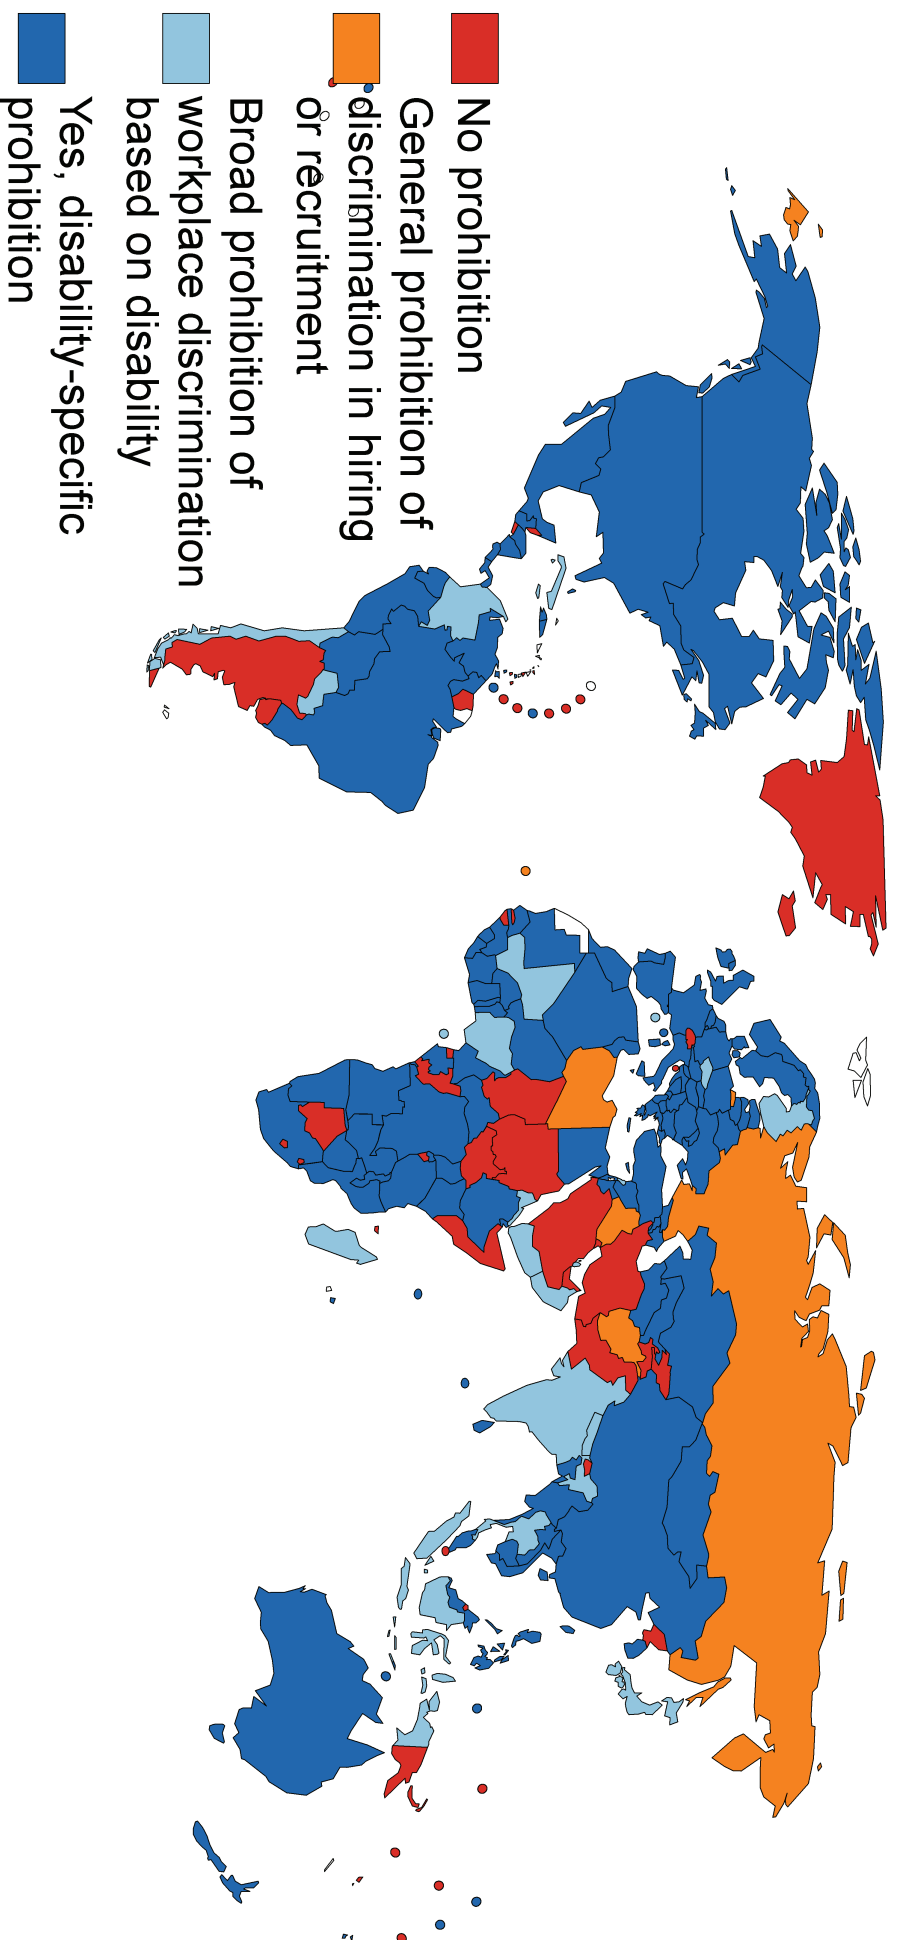 No prohibition
General prohibition of
discrimination in hiring
or recruitment
Broad prohibition of
workplace discrimination
based on disability
Yes, disability-specific
prohibition